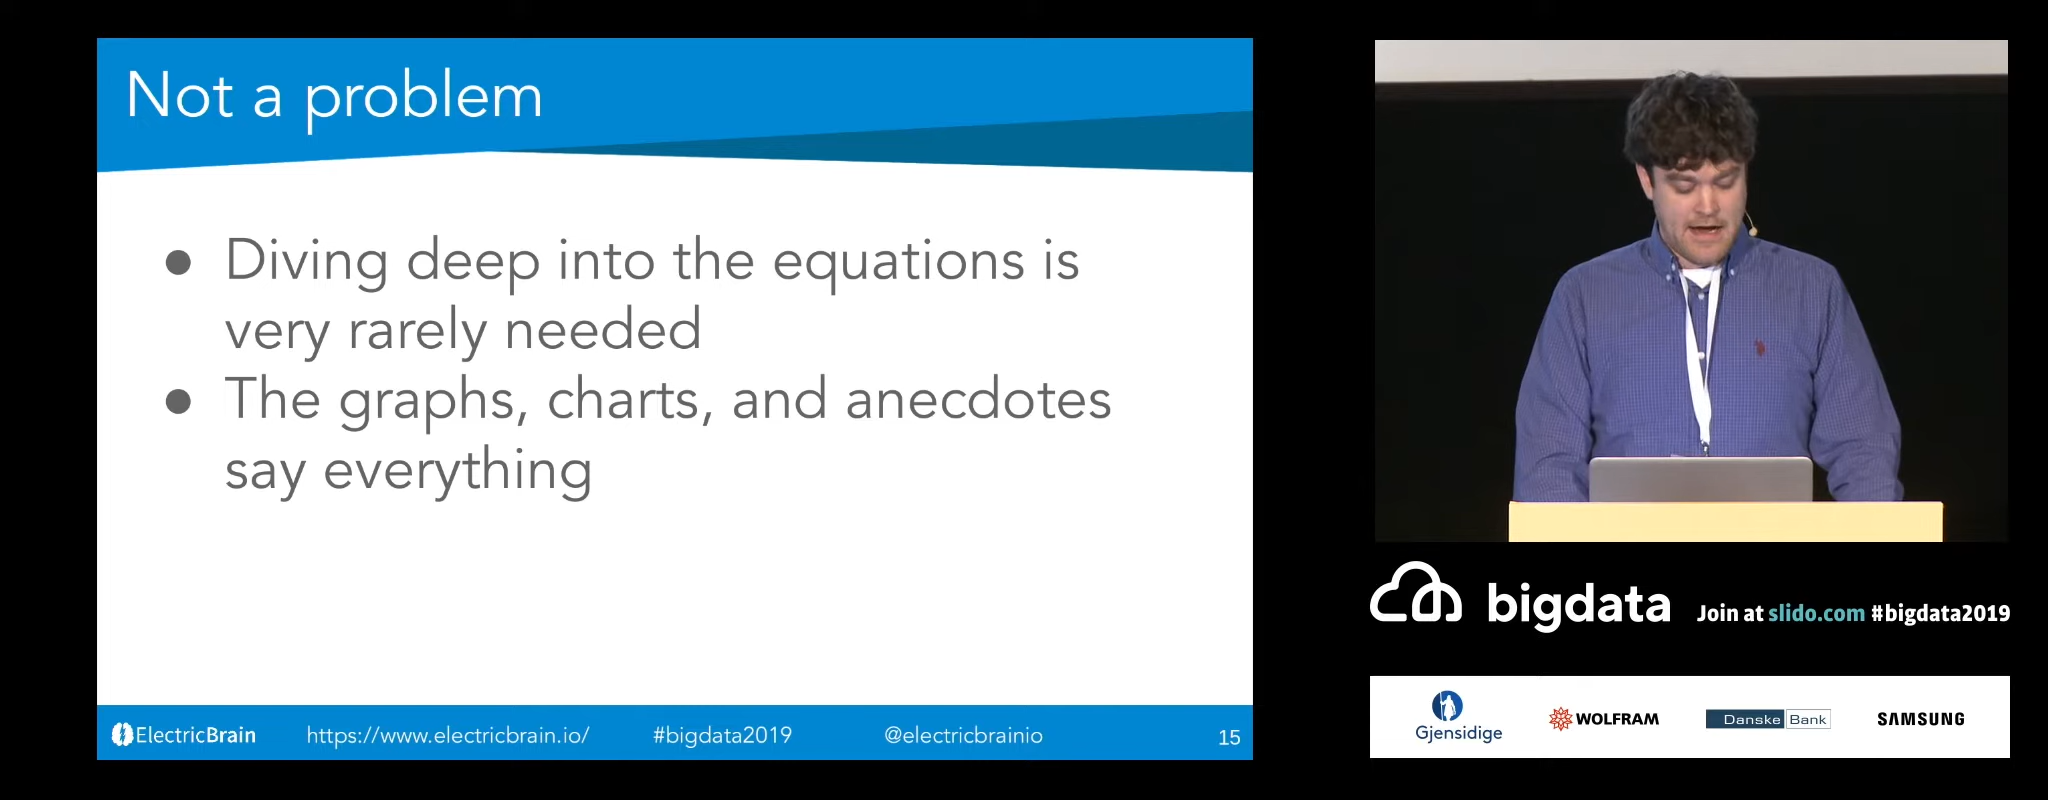 Not a problem
● Diving deep into the equations is
very rarely needed
● The graphs, charts, and anecdotes
say everything
ElectricBrain https://www.electricbrain.io/ #bigdata2019 @electricbrainio 15
bigdata Join at slido.com #bigdata2019
Gjensidige WOLFRAM Danske Bank SAMSUNG